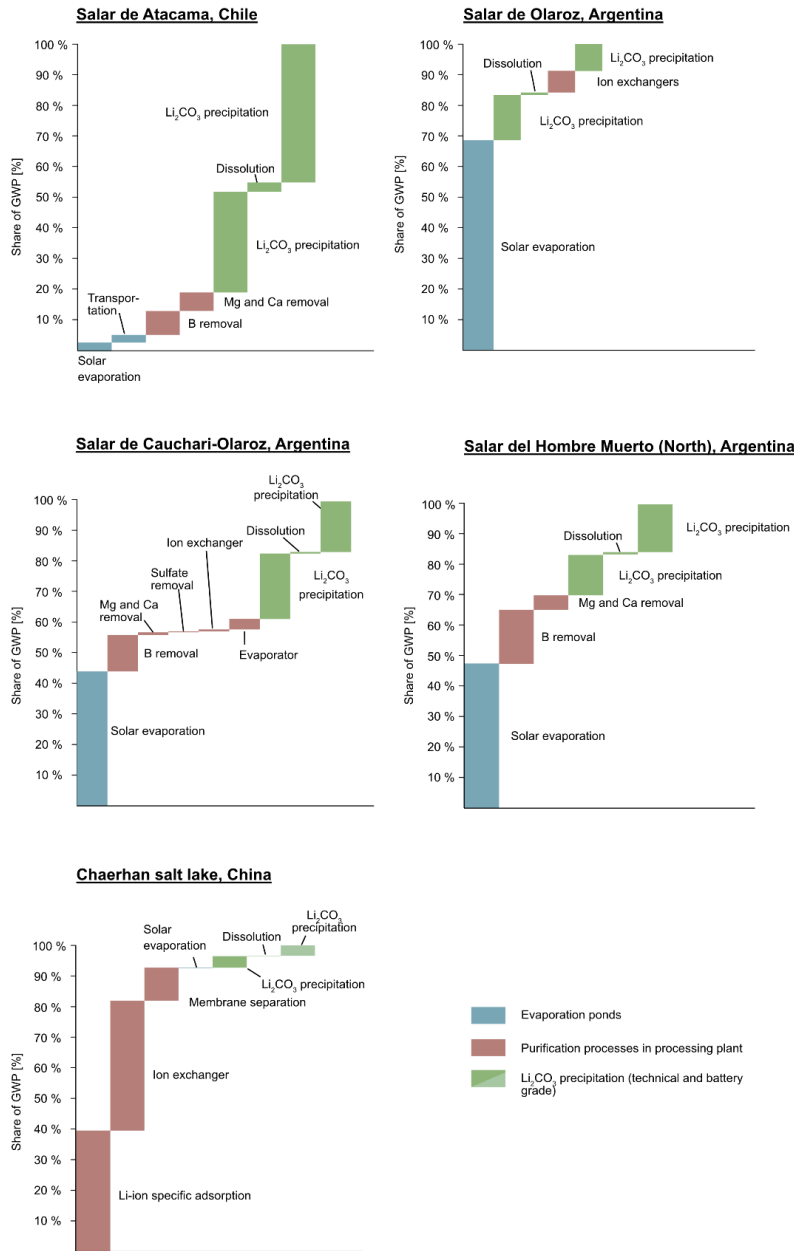 Salar de Atacama, Chile
Share of GWP [%]
100 %
90 %
80 %
70 %
60 %
50 %
40 %
30 %
20 %
10 %
Li₂CO₃ precipitation
Dissolution
Li₂CO₃ precipitation
Transpor-
tation
Mg and Ca removal
B removal
Solar
evaporation
Salar de Olaroz, Argentina
Share of GWP [%]
100 %
90 %
80 %
70 %
60 %
50 %
40 %
30 %
20 %
10 %
Dissolution
Li₂CO₃ precipitation
Ion exchangers
Li₂CO₃ precipitation
Solar evaporation
Salar de Cauchari-Olaroz, Argentina
Share of GWP [%]
100 %
90 %
80 %
70 %
60 %
50 %
40 %
30 %
20 %
10 %
Li₂CO₃
precipitation
Dissolution
Ion exchanger
Sulfate
removal
Li₂CO₃
precipitation
Mg and Ca
removal
B removal
Evaporator
Solar evaporation
Salar del Hombre Muerto (North), Argentina
Share of GWP [%]
100 %
90 %
80 %
70 %
60 %
50 %
40 %
30 %
20 %
10 %
Li₂CO₃ precipitation
Dissolution
Li₂CO₃ precipitation
Mg and Ca removal
B removal
Solar evaporation
Chaerhan salt lake, China
Share of GWP [%]
100 %
90 %
80 %
70 %
60 %
50 %
40 %
30 %
20 %
10 %
Li₂CO₃
precipitation
Solar
evaporation
Dissolution
Li₂CO₃ precipitation
Membrane separation
Ion exchanger
Li-ion specific adsorption
Evaporation ponds
Purification processes in processing plant
Li₂CO₃ precipitation (technical and battery
grade)